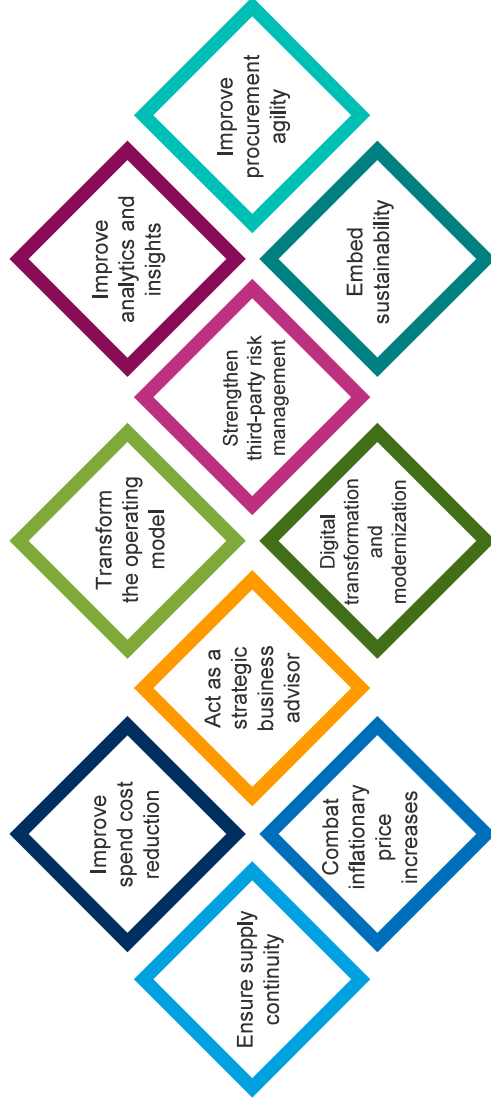 Ensure supply
continuity
Improve
spend cost
reduction
Combat
inflationary
price
increases
Act as a
strategic
business
advisor
Transform
the operating
model
Digital
transformation
and
modernization
Strengthen
third-party risk
management
Improve
analytics and
insights
Embed
sustainability
Improve
procurement
agility